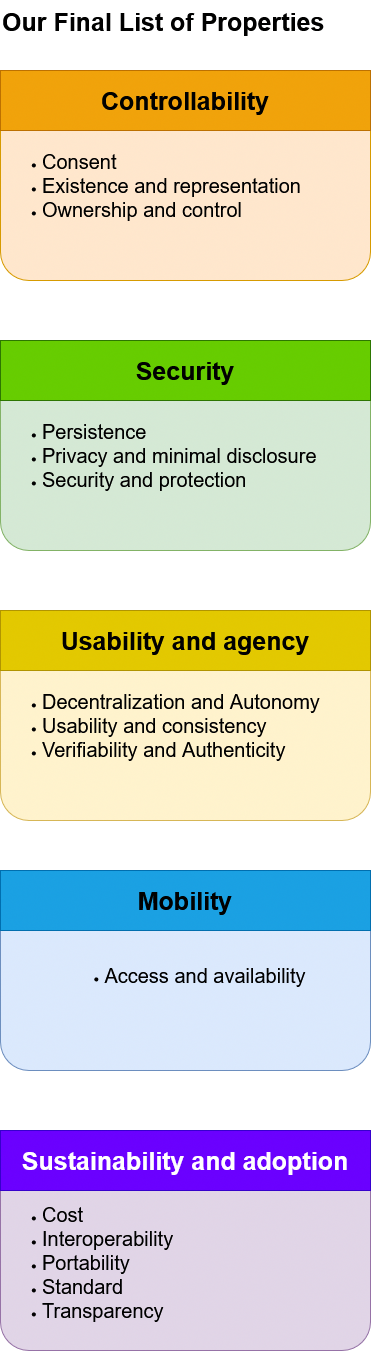 Our Final List of Properties
Controllability
• Consent
• Existence and representation
• Ownership and control
Security
• Persistence
• Privacy and minimal disclosure
• Security and protection
Usability and agency
• Decentralization and Autonomy
• Usability and consistency
• Verifiability and Authenticity
Mobility
• Access and availability
Sustainability and adoption
• Cost
• Interoperability
• Portability
• Standard
• Transparency